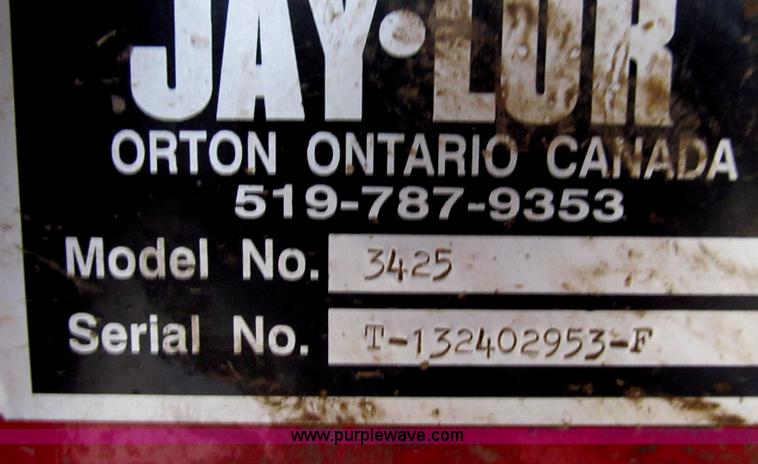 JAY•LOR
ORTON ONTARIO CANADA
519-787-9353
Model No. 3425
Serial No. T-132402953-F
www.purplewave.com